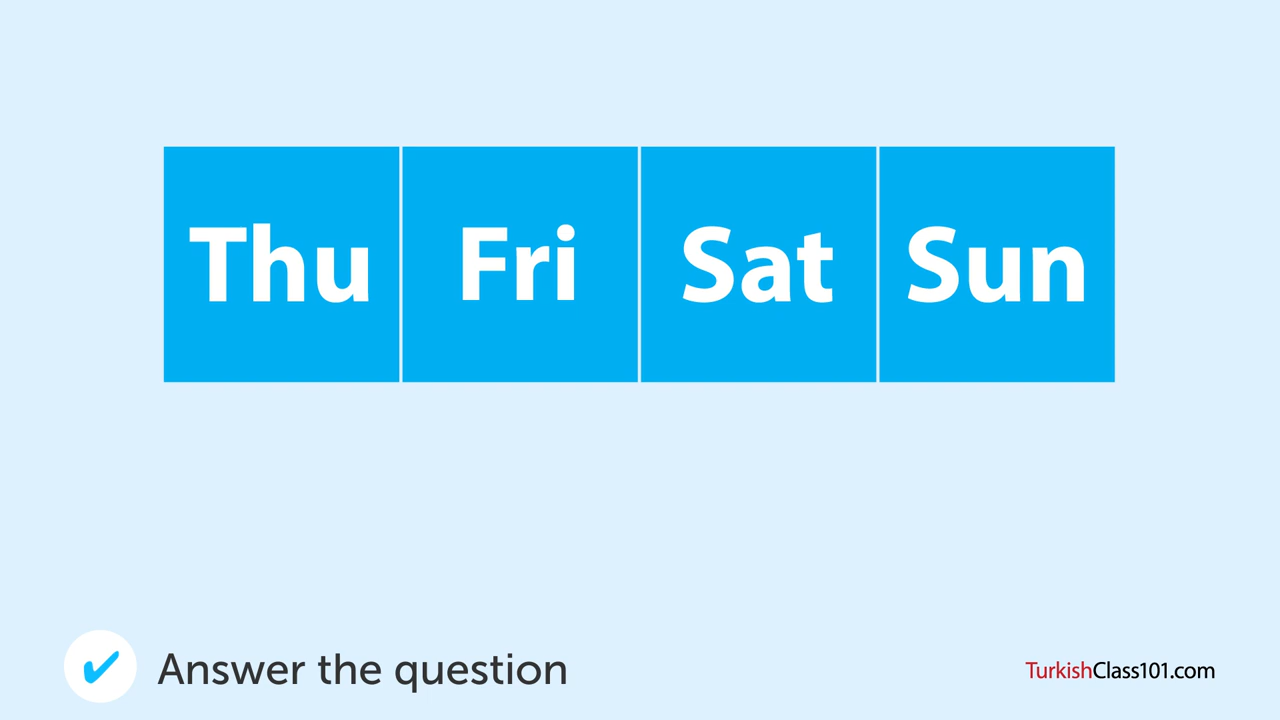 Thu Fri Sat Sun
Answer the question
TurkishClass101.com